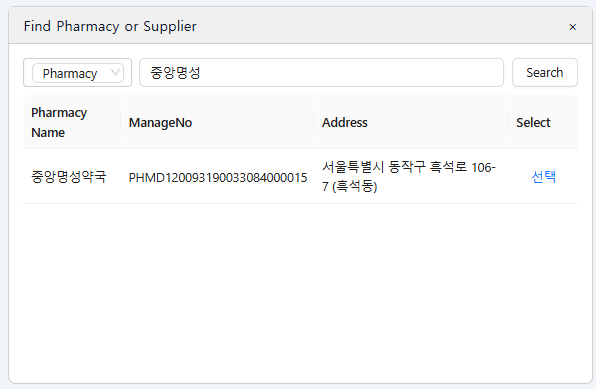 Find Pharmacy or Supplier ×
Pharmacy 중앙명성 Search
Pharmacy
Name
ManageNo
Address
Select
중앙명성약국
PHMD120093190033084000015
서울특별시 동작구 흑석로 106-
7 (흑석동)
선택